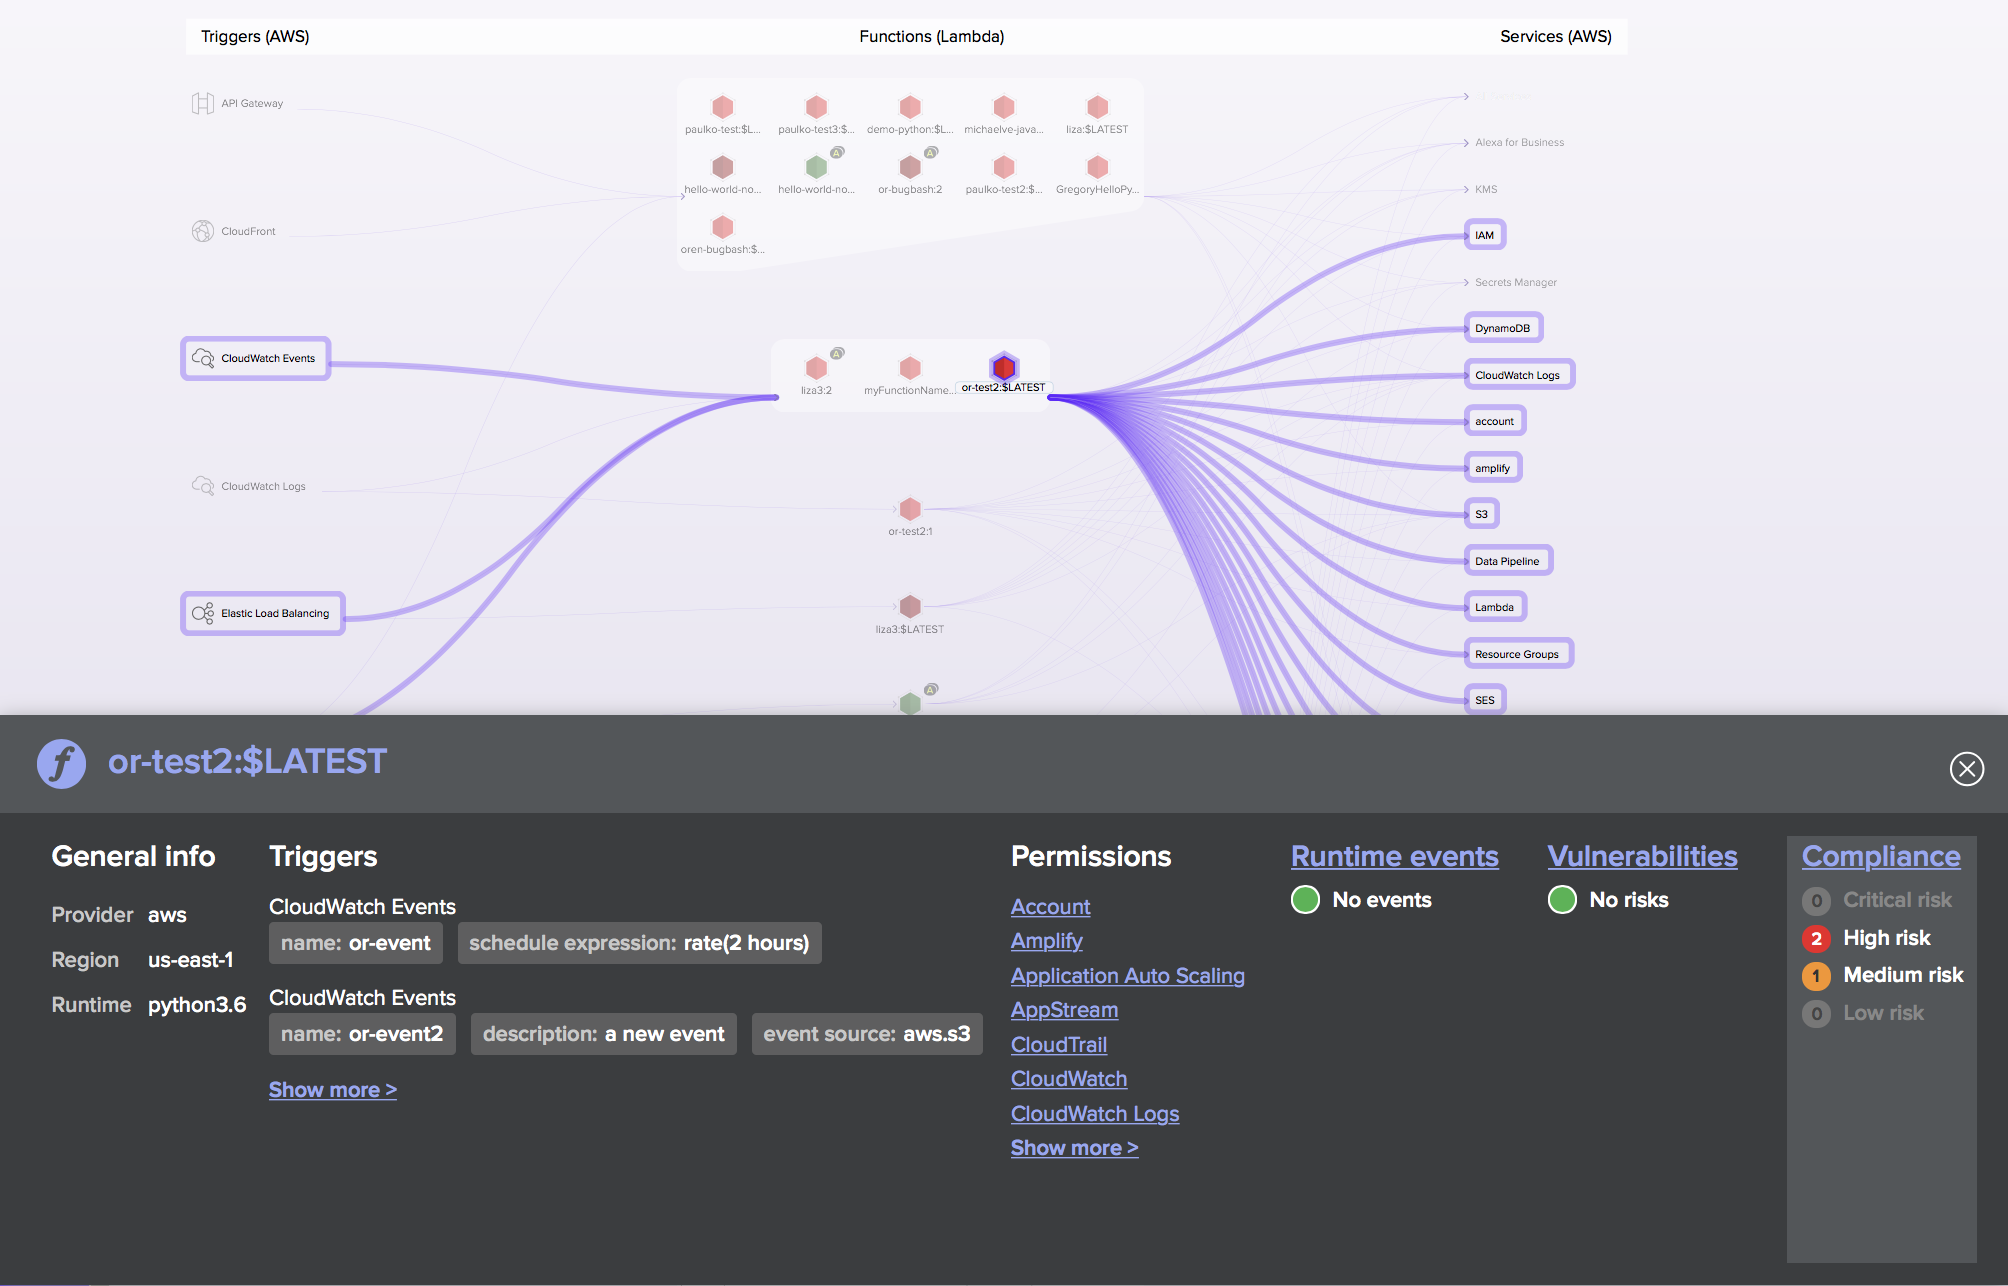 Triggers (AWS)
Functions (Lambda)
Services (AWS)
API Gateway
CloudFront
CloudWatch Events
CloudWatch Logs
Elastic Load Balancing
paulko-test:$L...
paulko-test3:$...
demo-python:$L...
michaelve-java...
liza:$LATEST
A
A
hello-world-no...
hello-world-no...
or-bugbash:2
paulko-test2:$...
GregoryHelloPy...
oren-bugbash:$...
A
liza3:2
myFunctionName...
or-test2:$LATEST
or-test2:1
liza3:$LATEST
A
Alexa for Business
KMS
IAM
Secrets Manager
DynamoDB
CloudWatch Logs
account
amplify
S3
Data Pipeline
Lambda
Resource Groups
SES
f or-test2:$LATEST
General info
Provider aws
Region us-east-1
Runtime python3.6
Triggers
CloudWatch Events
name: or-event schedule expression: rate(2 hours)
CloudWatch Events
name: or-event2 description: a new event event source: aws.s3
Show more >
Permissions
Account
Amplify
Application Auto Scaling
AppStream
CloudTrail
CloudWatch
CloudWatch Logs
Show more >
Runtime events
No events
Vulnerabilities
No risks
Compliance
0 Critical risk
2 High risk
1 Medium risk
0 Low risk